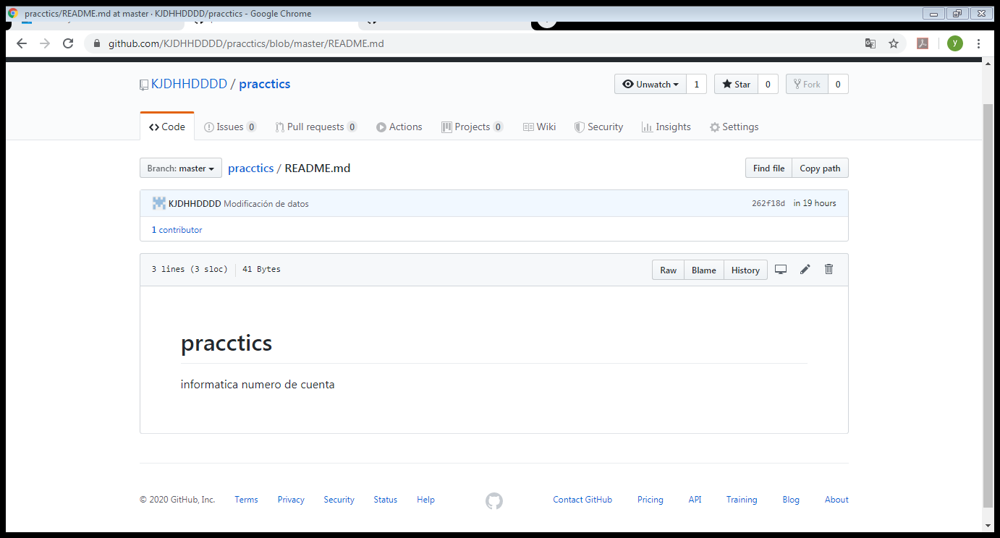 pracctics/README.md at master · KJDHHDDDD/pracctics - Google Chrome
github.com/KJDHHDDDD/pracctics/blob/master/README.md
y
KJDHHDDDD / pracctics
Unwatch 1 Star 0 Fork 0
Code Issues 0 Pull requests 0 Actions Projects 0 Wiki Security Insights Settings
Branch: master pracctics / README.md Find file Copy path
KJDHHDDDD Modificación de datos 262f18d in 19 hours
1 contributor
3 lines (3 sloc) 41 Bytes Raw Blame History
pracctics
informatica numero de cuenta
© 2020 GitHub, Inc. Terms Privacy Security Status Help Contact GitHub Pricing API Training Blog About